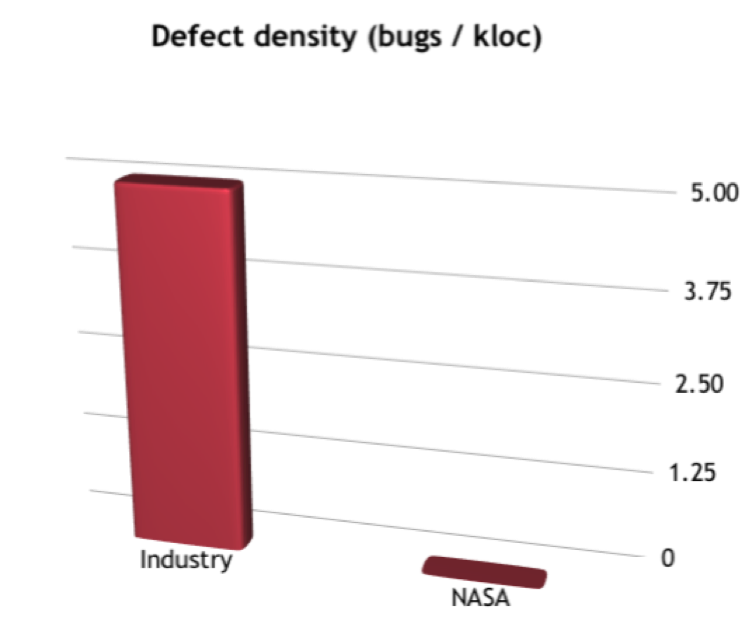 Defect density (bugs / kloc)
5.00
3.75
2.50
1.25
0
Industry
NASA